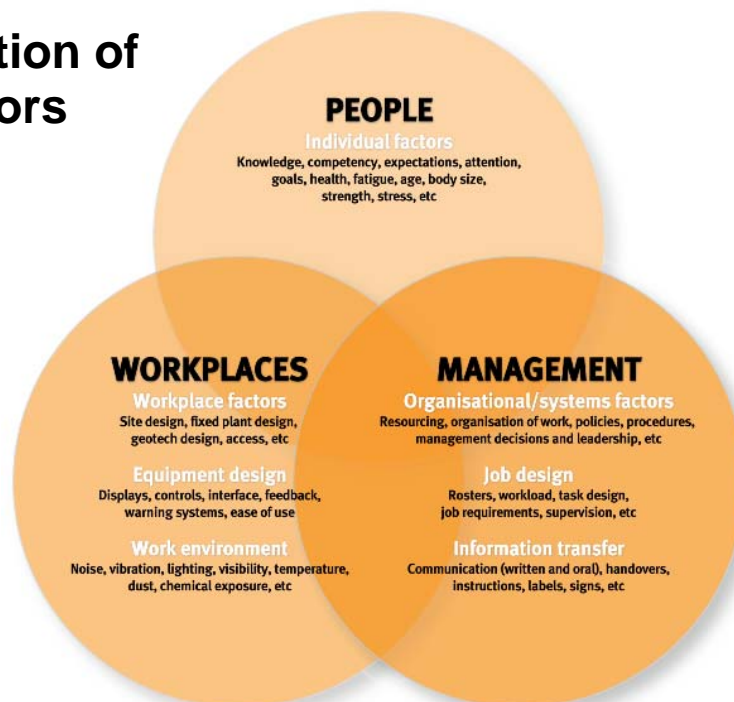 tion of
ors
PEOPLE
Individual factors
Knowledge, competency, expectations, attention,
goals, health, fatigue, age, body size,
strength, stress, etc
WORKPLACES
Workplace factors
Site design, fixed plant design,
geotech design, access, etc
Equipment design
Displays, controls, interface, feedback,
warning systems, ease of use
Work environment
Noise, vibration, lighting, visibility, temperature,
dust, chemical exposure, etc
MANAGEMENT
Organisational/systems factors
Resourcing, organisation of work, policies, procedures,
management decisions and leadership, etc
Job design
Rosters, workload, task design,
job requirements, supervision, etc
Information transfer
Communication (written and oral), handovers,
instructions, labels, signs, etc